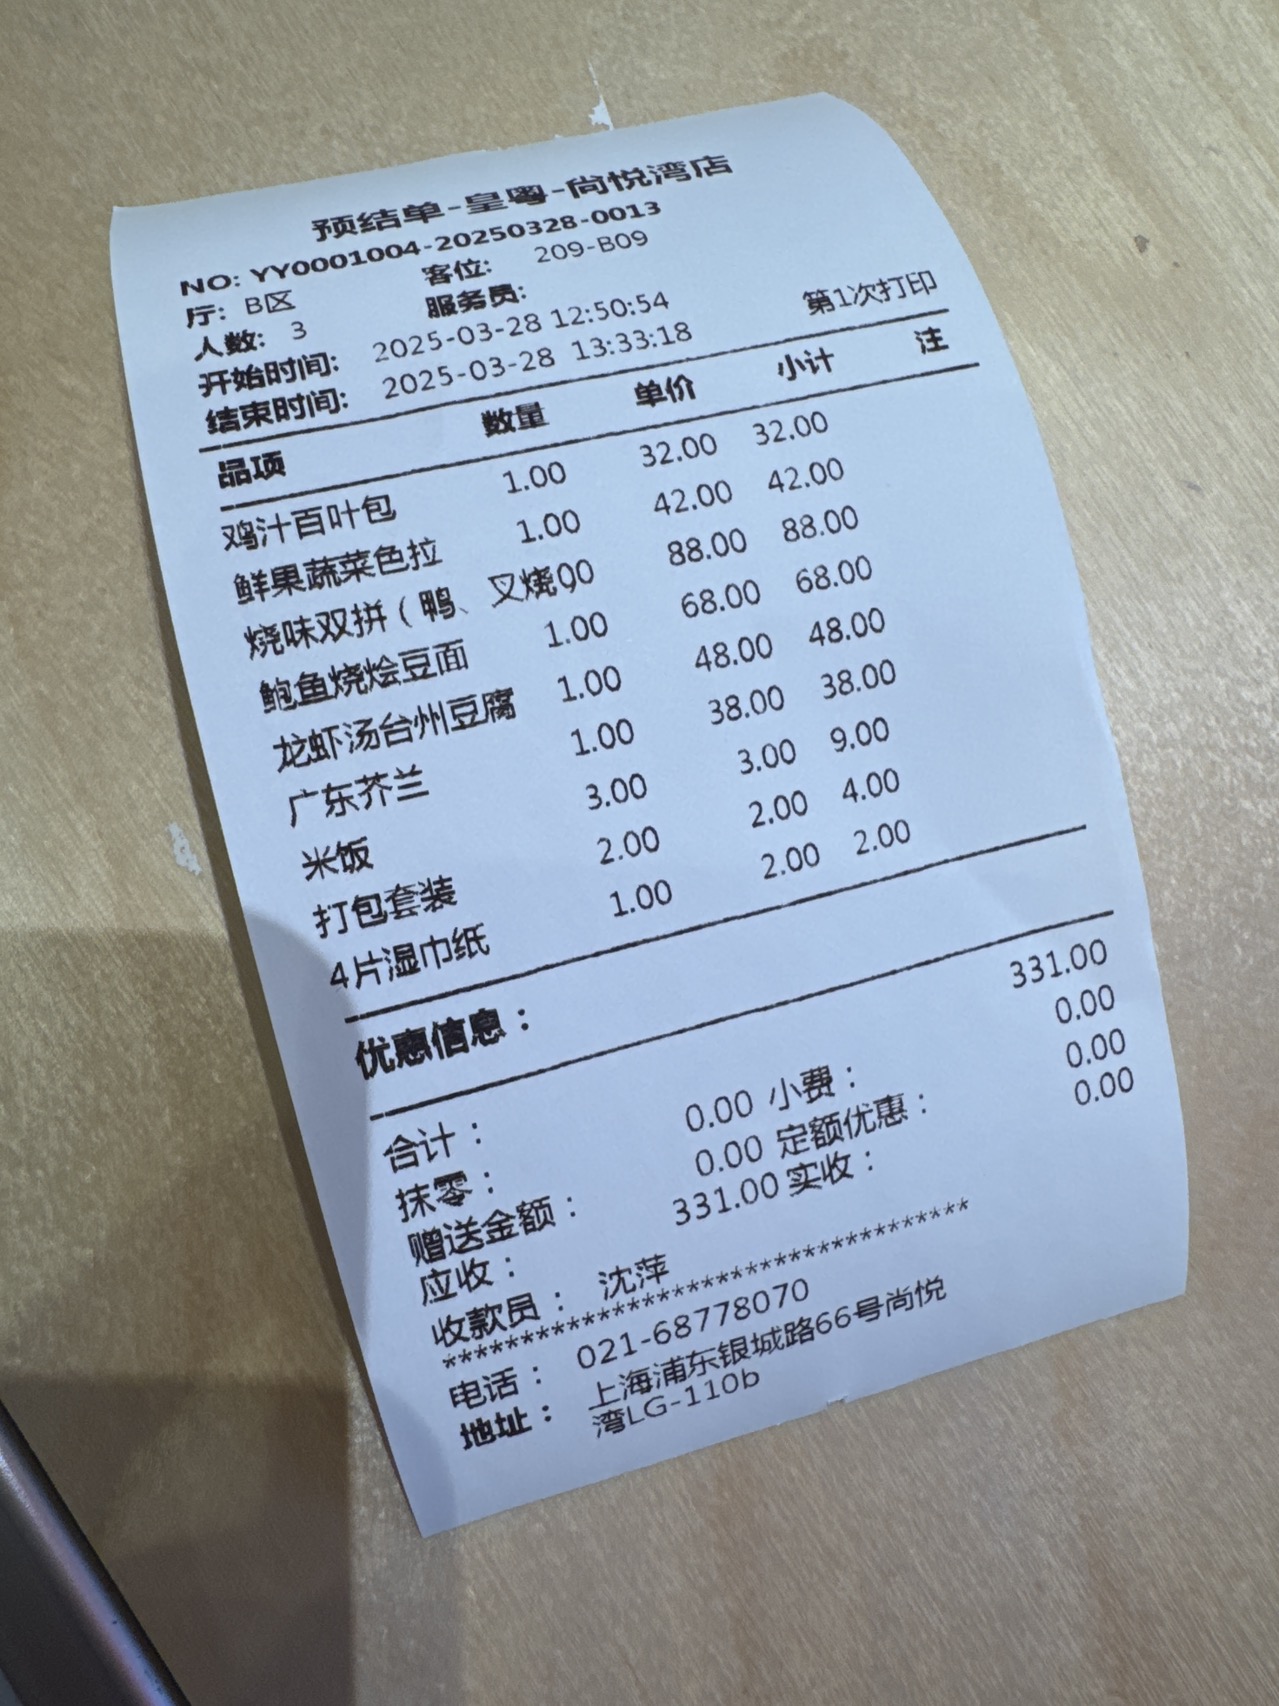 预结单-皇粤-尚悦湾店
NO: YY0001004-20250328-0013
厅: B区 客位: 209-B09
人数: 3 服务员:
开始时间: 2025-03-28 12:50:54
结束时间: 2025-03-28 13:33:18 第1次打印
品项 数量 单价 小计 注
鸡汁百叶包 1.00 32.00 32.00
鲜果蔬菜色拉 1.00 42.00 42.00
烧味双拼(鸭、叉烧00 88.00 88.00
鲍鱼烧烩豆面 1.00 68.00 68.00
龙虾汤台州豆腐 1.00 48.00 48.00
广东芥兰 1.00 38.00 38.00
米饭 3.00 3.00 9.00
打包套装 2.00 2.00 4.00
4片湿巾纸 1.00 2.00 2.00
优惠信息:
合计: 331.00
抹零: 0.00 小费: 0.00
赠送金额: 0.00 定额优惠: 0.00
应收: 331.00 实收: 0.00
收款员: 沈萍
**********************************
电话: 021-68778070
地址: 上海浦东银城路66号尚悦
湾LG-110b